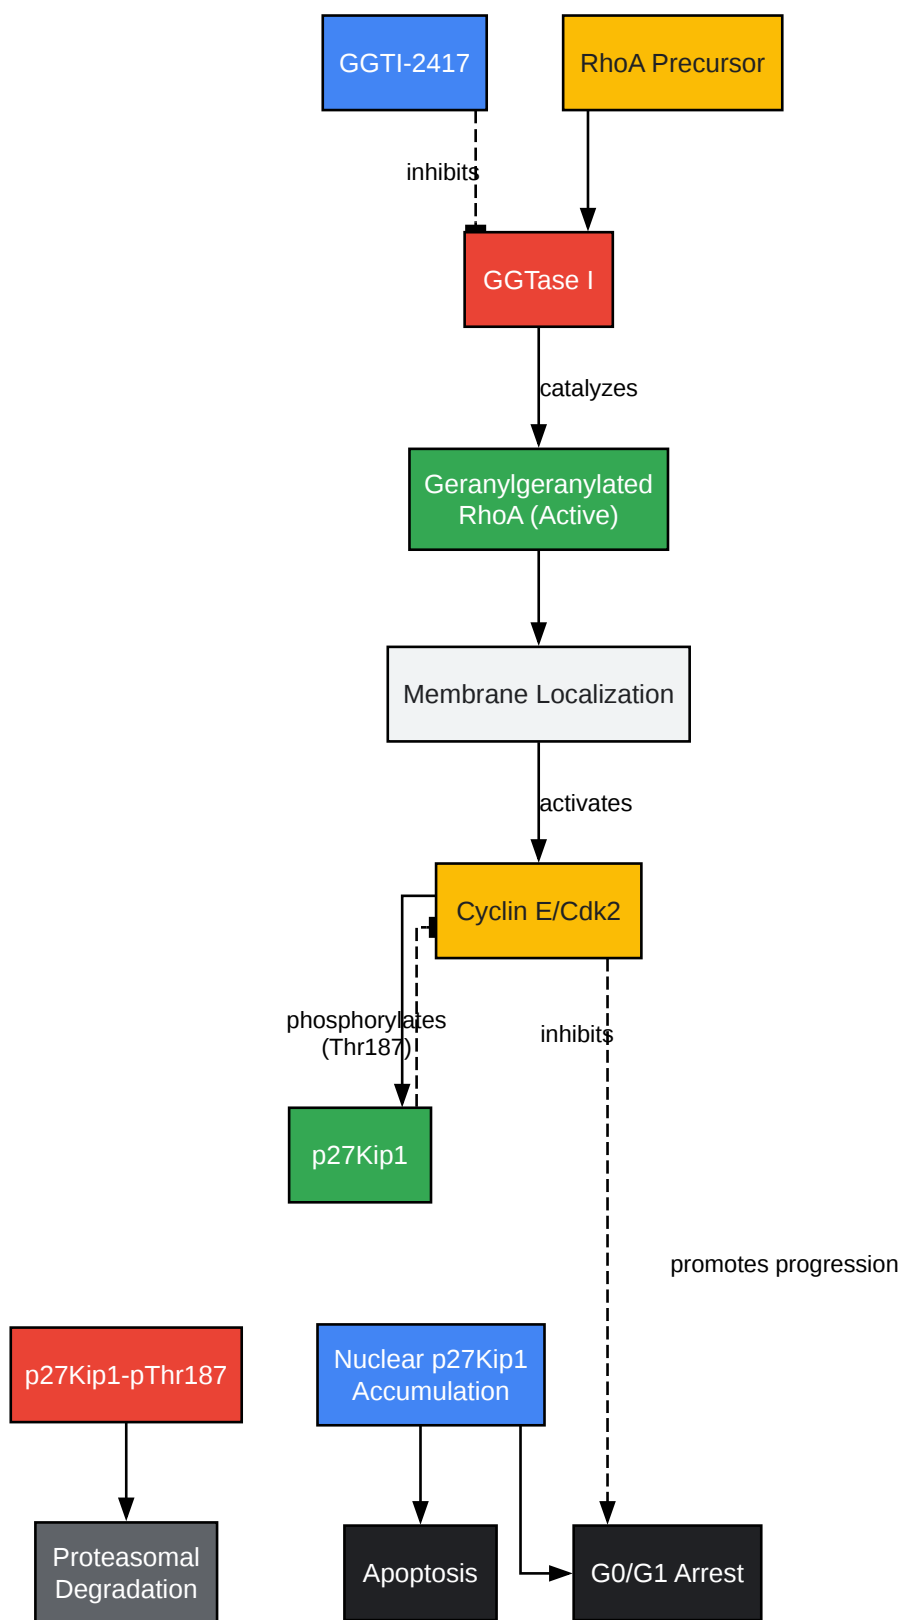 GGTI-2417
RhoA Precursor
inhibits
GGTase I
catalyzes
Geranylgeranylated
RhoA (Active)
Membrane Localization
activates
Cyclin E/Cdk2
phosphorylates
(Thr187)
inhibits
p27Kip1
promotes progression
p27Kip1-pThr187
Nuclear p27Kip1
Accumulation
Proteasomal
Degradation
Apoptosis
G0/G1 Arrest